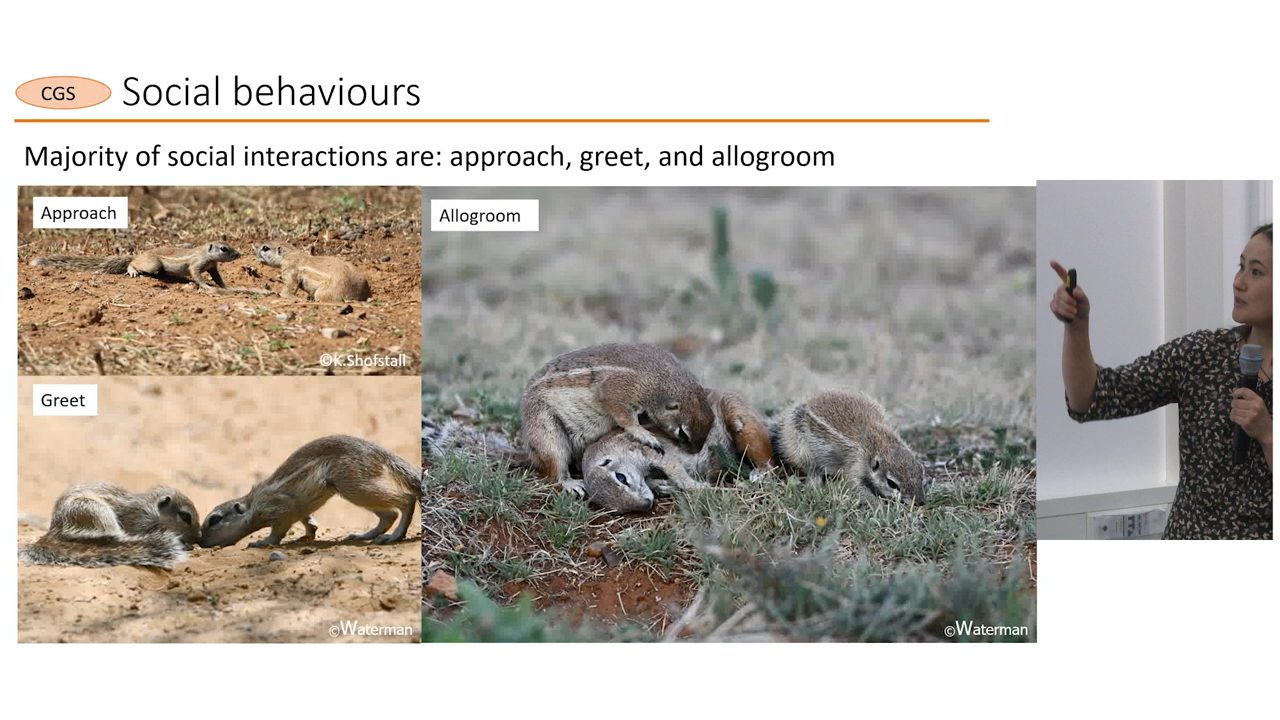 CGS
Social behaviours
Majority of social interactions are: approach, greet, and allogroom
Approach
©K.Shofstall
Greet
©Waterman
Allogroom
©Waterman